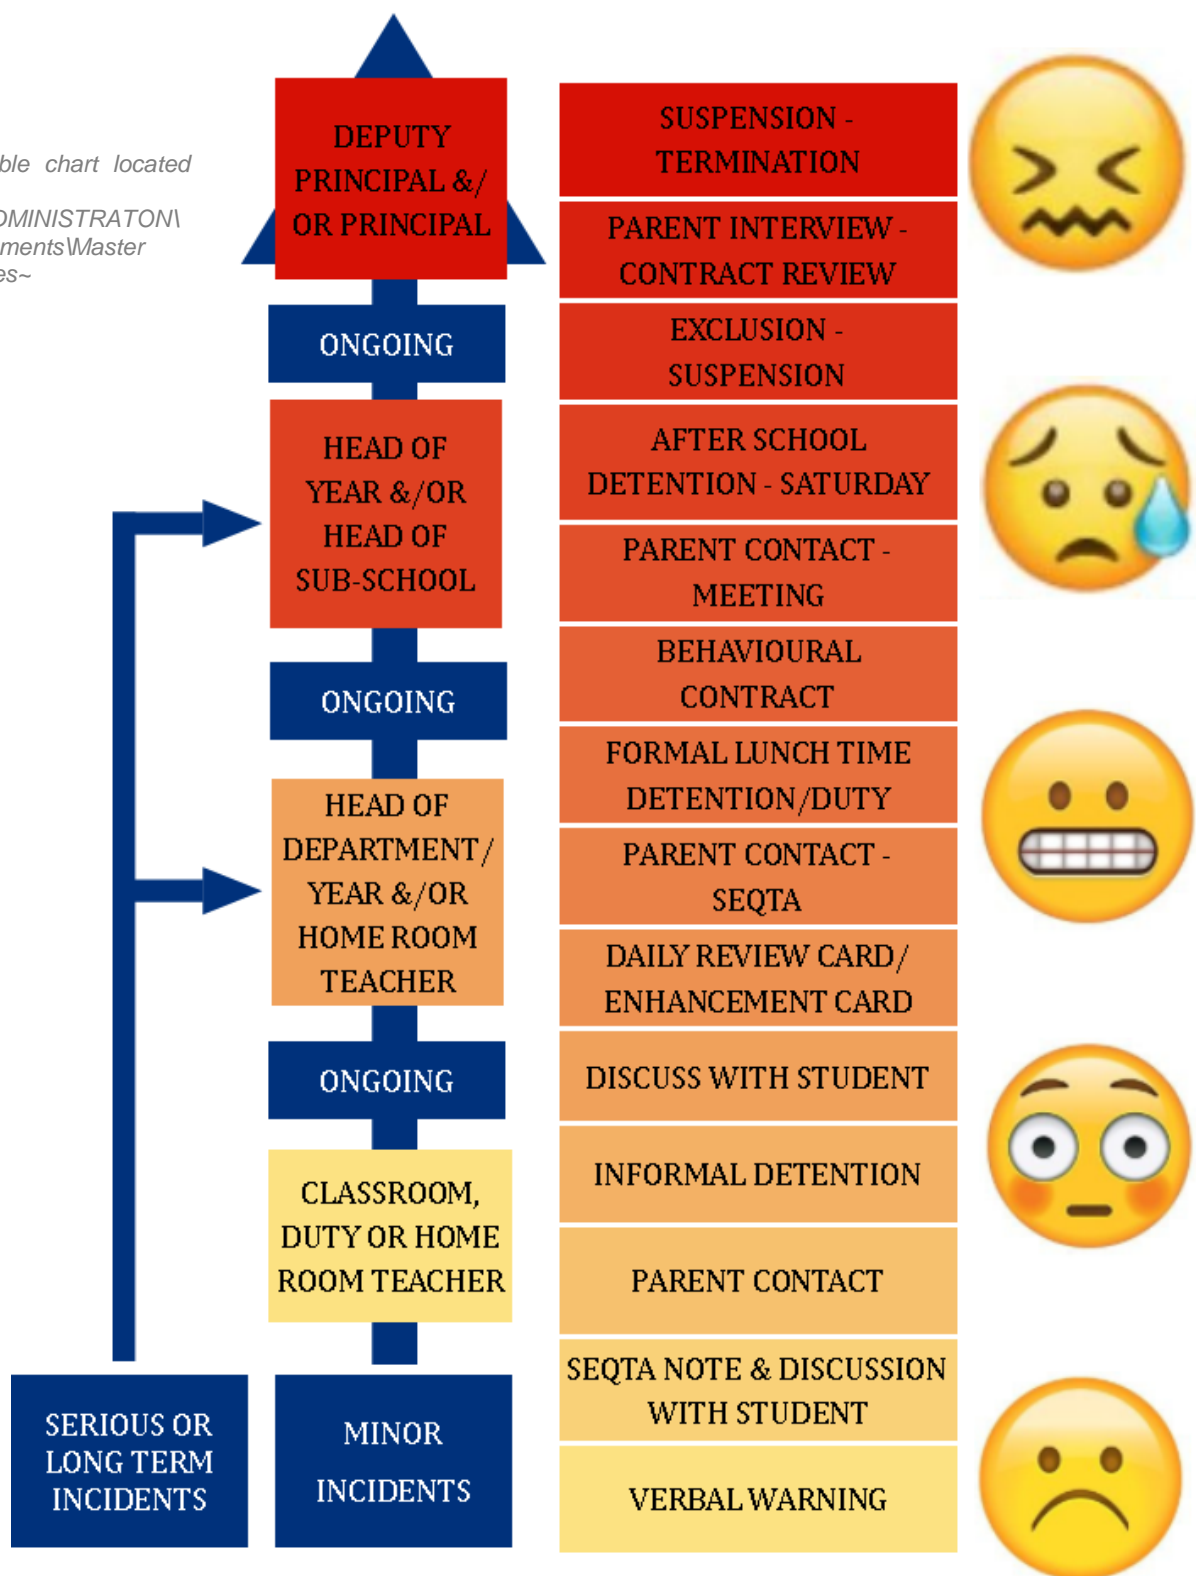 ble chart located
DMINISTRATON\
ments\Master
es~
DEPUTY
PRINCIPAL &/
OR PRINCIPAL
ONGOING
HEAD OF
YEAR &/OR
HEAD OF
SUB-SCHOOL
ONGOING
HEAD OF
DEPARTMENT/
YEAR &/OR
HOME ROOM
TEACHER
ONGOING
CLASSROOM,
DUTY OR HOME
ROOM TEACHER
SERIOUS OR
LONG TERM
INCIDENTS
MINOR
INCIDENTS
SUSPENSION -
TERMINATION
PARENT INTERVIEW -
CONTRACT REVIEW
EXCLUSION -
SUSPENSION
AFTER SCHOOL
DETENTION - SATURDAY
PARENT CONTACT -
MEETING
BEHAVIOURAL
CONTRACT
FORMAL LUNCH TIME
DETENTION/DUTY
PARENT CONTACT -
SEQTA
DAILY REVIEW CARD/
ENHANCEMENT CARD
DISCUSS WITH STUDENT
INFORMAL DETENTION
PARENT CONTACT
SEQTA NOTE & DISCUSSION
WITH STUDENT
VERBAL WARNING